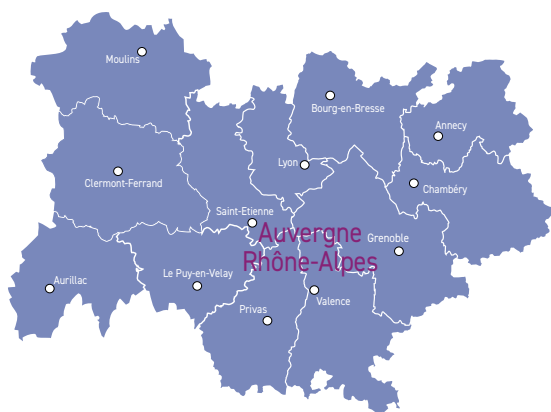 Moulins
Bourg-en-Bresse
Annecy
Lyon
Clermont-Ferrand
Chambéry
Saint-Etienne
Auvergne
Rhône-Alpes
Grenoble
Le Puy-en-Velay
Aurillac
Privas
Valence